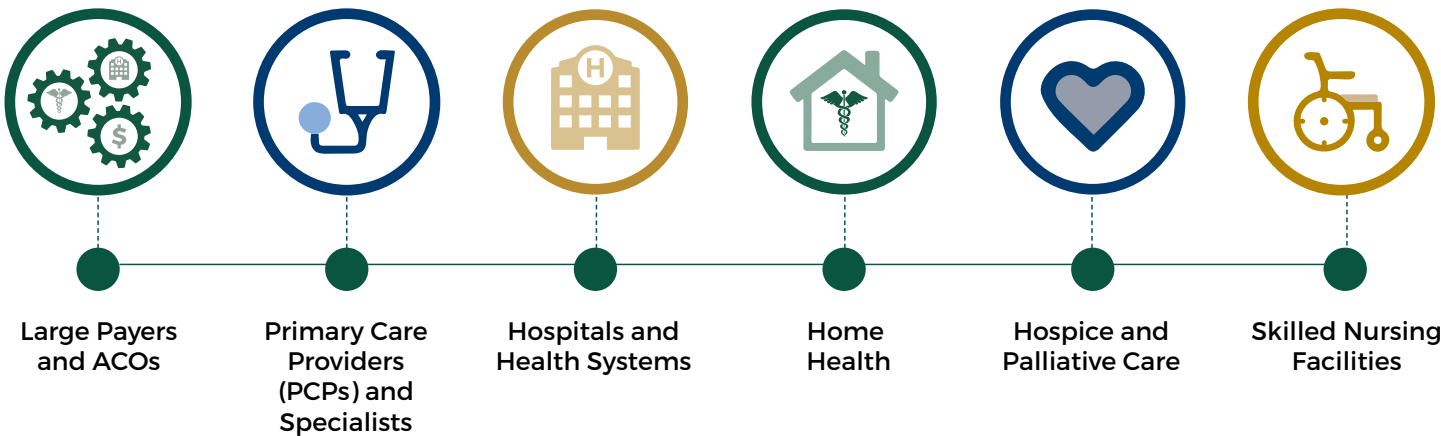 $
H
H
Large Payers
and ACOs
Primary Care
Providers
(PCPs) and
Specialists
Hospitals and
Health Systems
Home
Health
Hospice and
Palliative Care
Skilled Nursing
Facilities